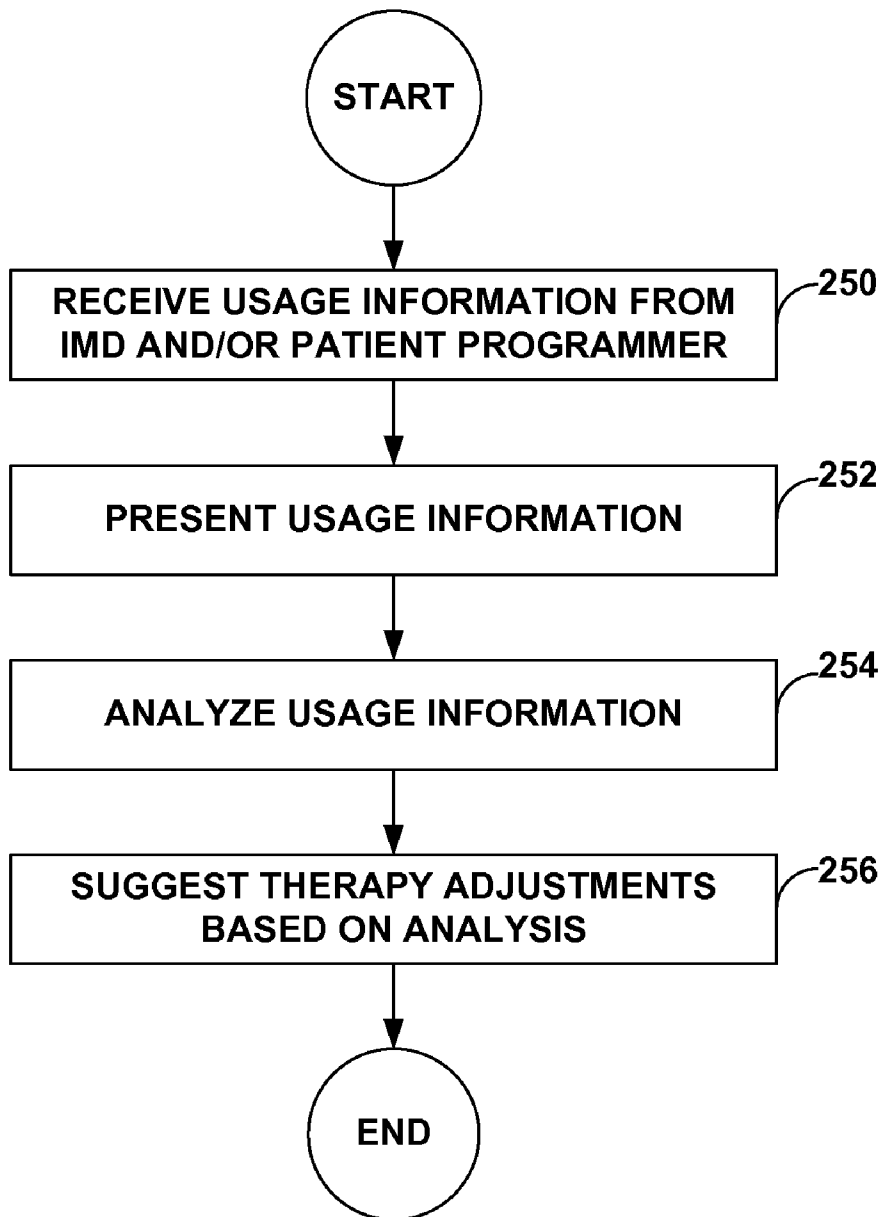 START
RECEIVE USAGE INFORMATION FROM
IMD AND/OR PATIENT PROGRAMMER
250
PRESENT USAGE INFORMATION
252
ANALYZE USAGE INFORMATION
254
SUGGEST THERAPY ADJUSTMENTS
BASED ON ANALYSIS
256
END